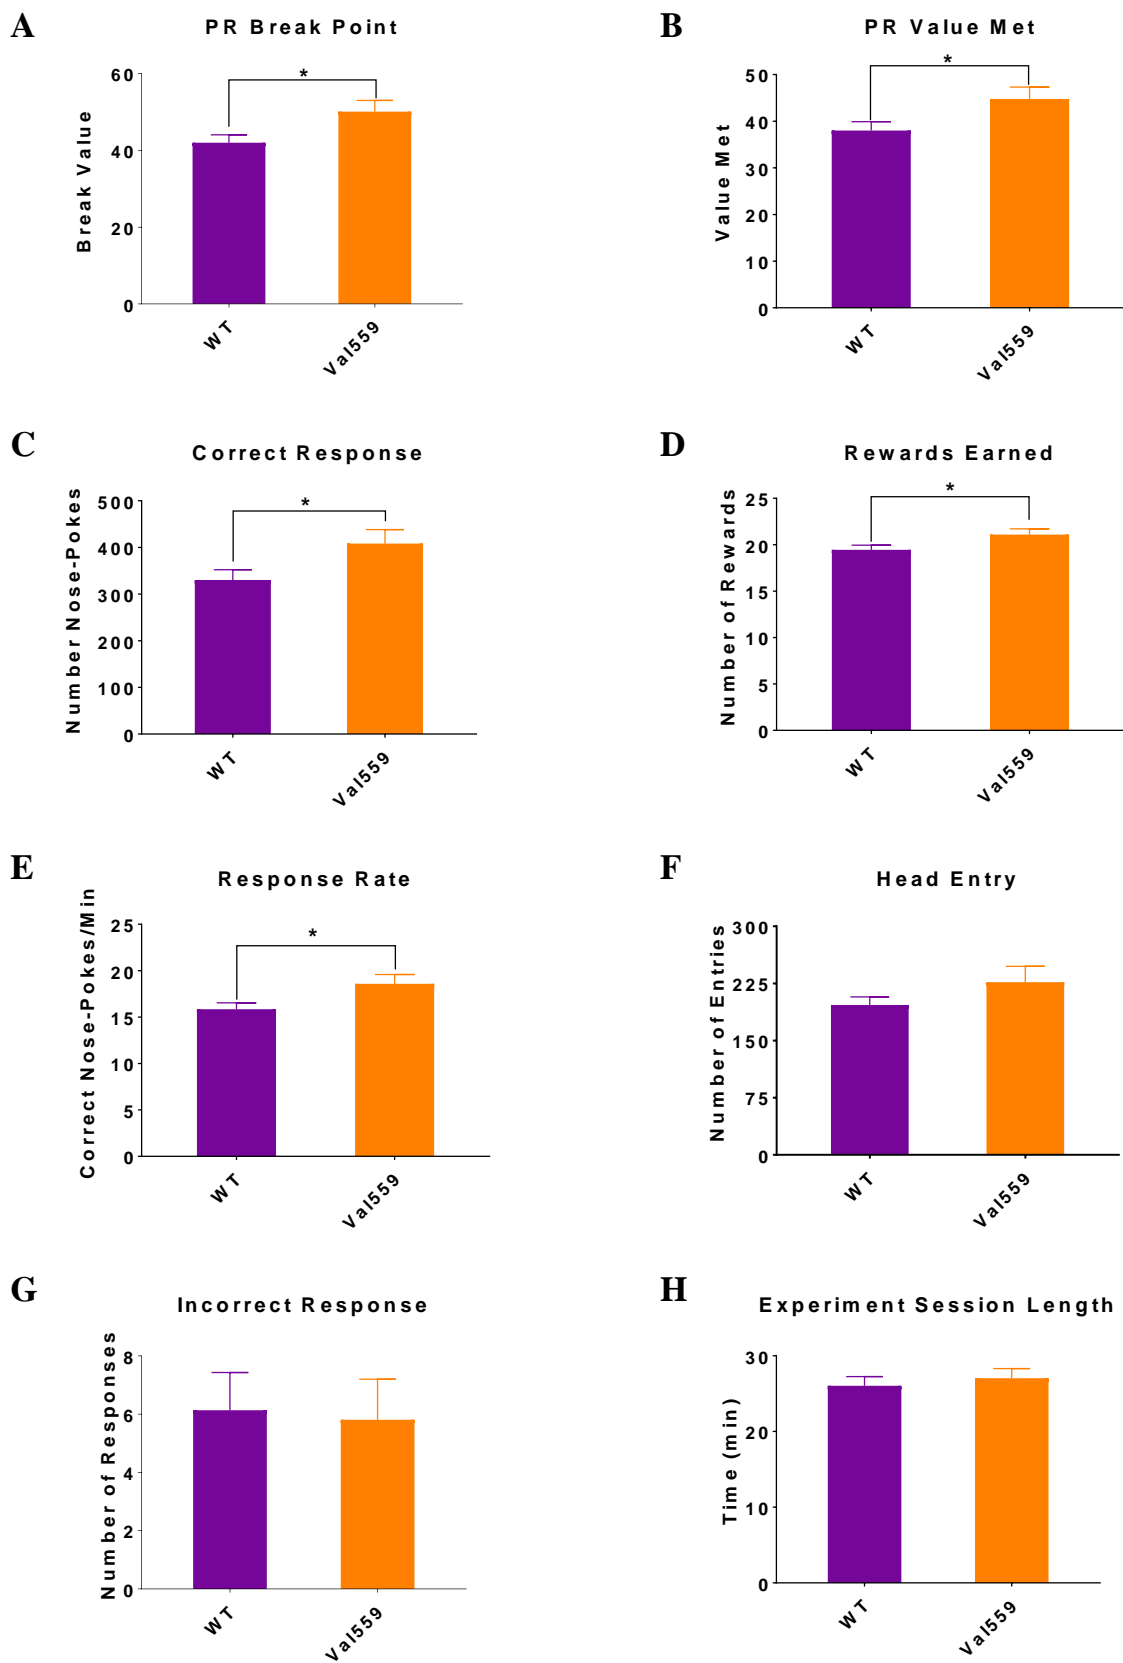 A
PR Break Point
Break Value
60
40
20
0
*
WT
Val559
B
PR Value Met
Value Met
50
40
30
20
10
0
*
WT
Val559
C
Correct Response
Number Nose-Pokes
500
400
300
200
100
0
*
WT
Val559
D
Rewards Earned
Number of Rewards
25
20
15
10
5
0
*
WT
Val559
E
Response Rate
Correct Nose-Pokes/Min
25
20
15
10
5
0
*
WT
Val559
F
Head Entry
Number of Entries
300
225
150
75
0
WT
Val559
G
Incorrect Response
Number of Responses
8
6
4
2
0
WT
Val559
H
Experiment Session Length
Time (min)
30
20
10
0
WT
Val559